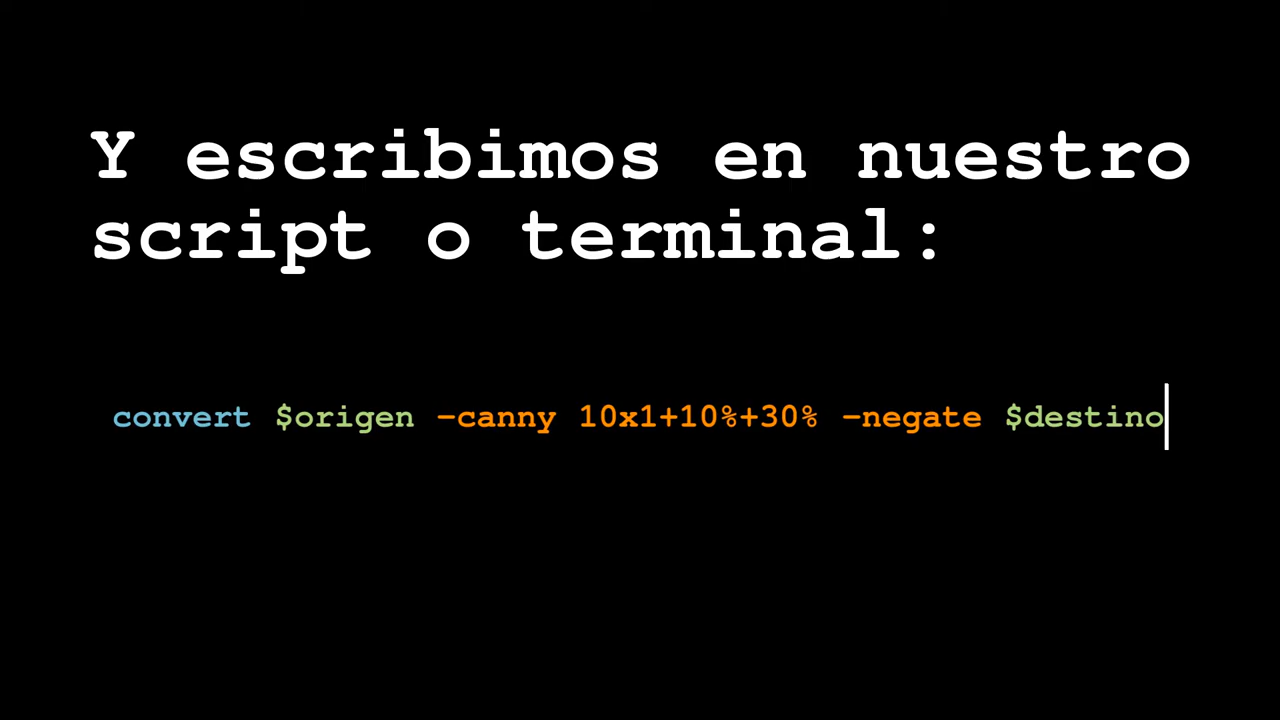 Y escribimos en nuestro
script o terminal:
convert $origen -canny 10x1+10%+30% -negate $destino